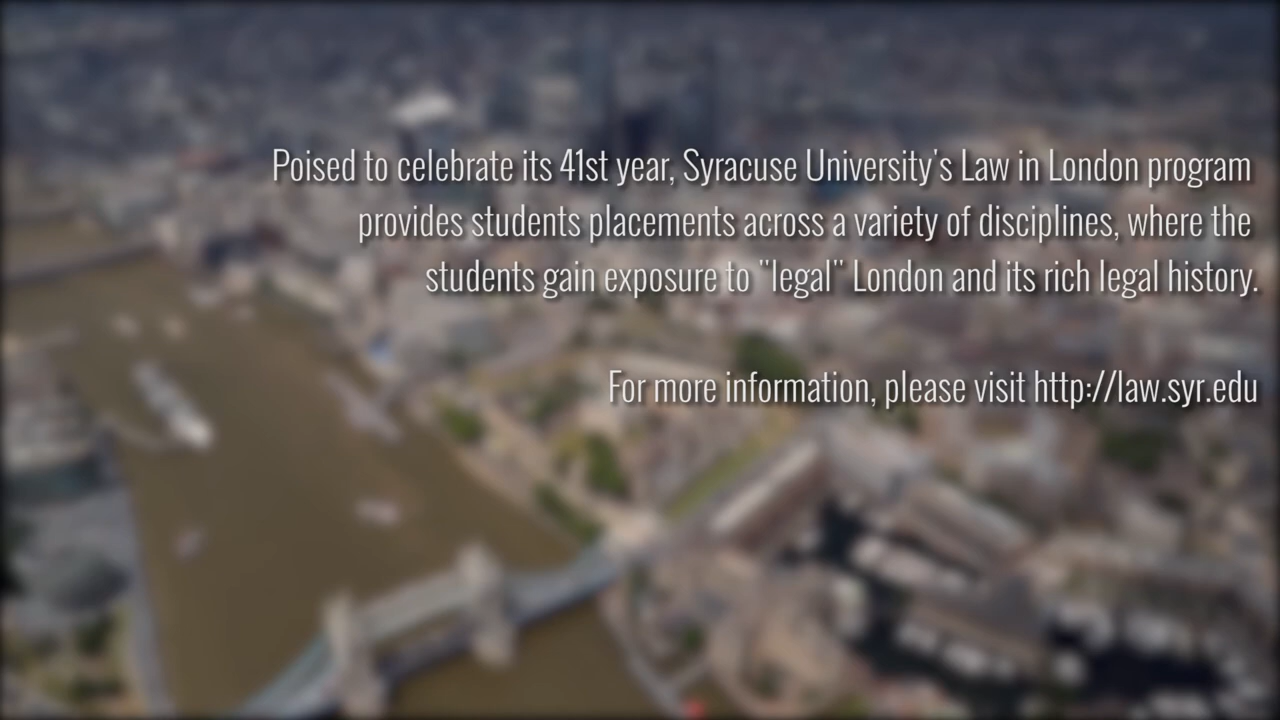 Poised to celebrate its 41st year, Syracuse University's Law in London program
provides students placements across a variety of disciplines, where the
students gain exposure to "legal" London and its rich legal history.
For more information, please visit http://law.syr.edu